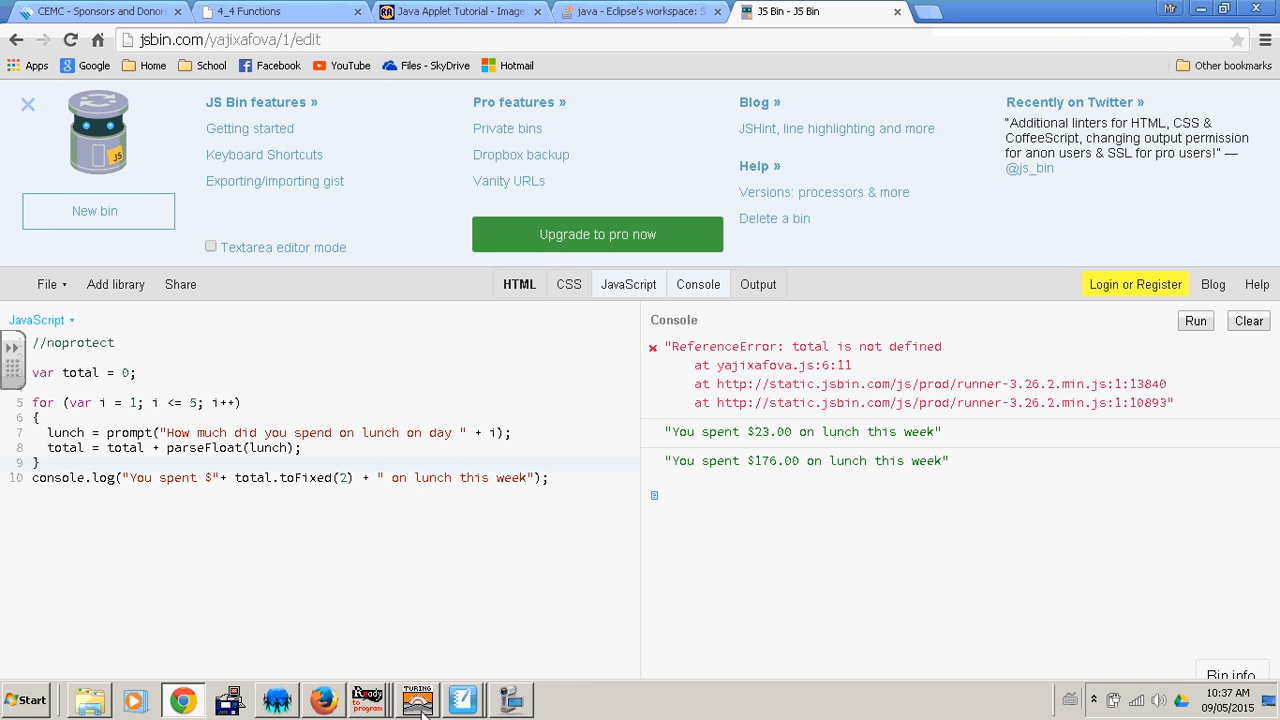 CEMC - Sponsors and Donor
4_4 Functions
Java Applet Tutorial - Image
java - Eclipse's workspace: S
JS Bin - JS Bin
Mr
jsbin.com/yajixafova/1/edit
Apps Google Home School Facebook YouTube Files - SkyDrive Hotmail Other bookmarks
JS Bin features »
Getting started
Keyboard Shortcuts
Exporting/importing gist
Textarea editor mode
JS
New bin
Pro features »
Private bins
Dropbox backup
Vanity URLs
Upgrade to pro now
Blog »
JSHint, line highlighting and more
Help »
Versions: processors & more
Delete a bin
Recently on Twitter »
"Additional linters for HTML, CSS &
CoffeeScript, changing output permission
for anon users & SSL for pro users!" —
@js_bin
File Add library Share HTML CSS JavaScript Console Output Login or Register Blog Help
JavaScript
//noprotect
var total = 0;
5 for (var i = 1; i <= 5; i++)
6 {
7 lunch = prompt("How much did you spend on lunch on day " + i);
8 total = total + parseFloat(lunch);
9 }
10 console.log("You spent $"+ total.toFixed(2) + " on lunch this week");
Console Run Clear
"ReferenceError: total is not defined
at yajixafova.js:6:11
at http://static.jsbin.com/js/prod/runner-3.26.2.min.js:1:13840
at http://static.jsbin.com/js/prod/runner-3.26.2.min.js:1:10893"
"You spent $23.00 on lunch this week"
"You spent $176.00 on lunch this week"
Bin info
Start
Ready to program
TURING
10:37 AM
09/05/2015